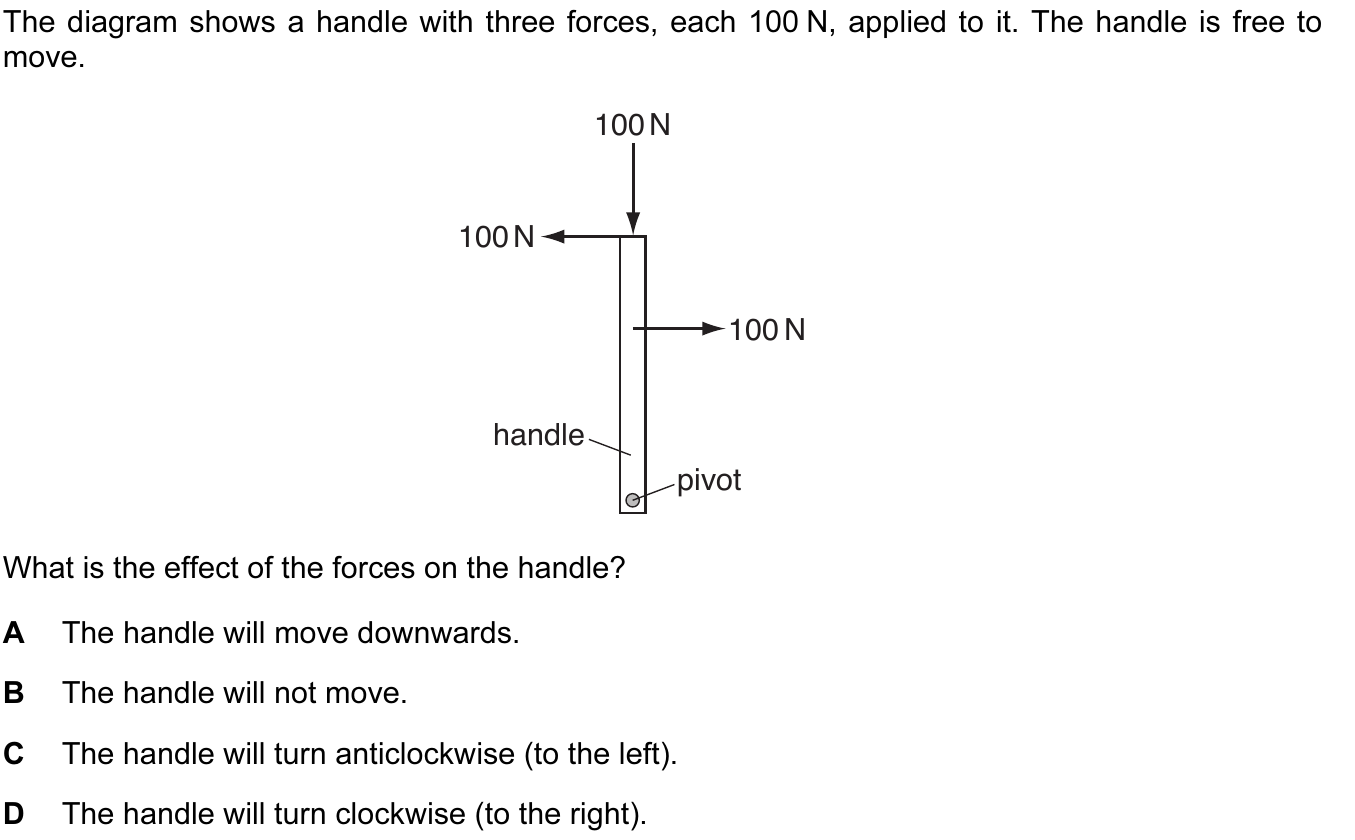 The diagram shows a handle with three forces, each 100 N, applied to it. The handle is free to
move.
100 N
100 N
100 N
handle
pivot
What is the effect of the forces on the handle?
A The handle will move downwards.
B The handle will not move.
C The handle will turn anticlockwise (to the left).
D The handle will turn clockwise (to the right).